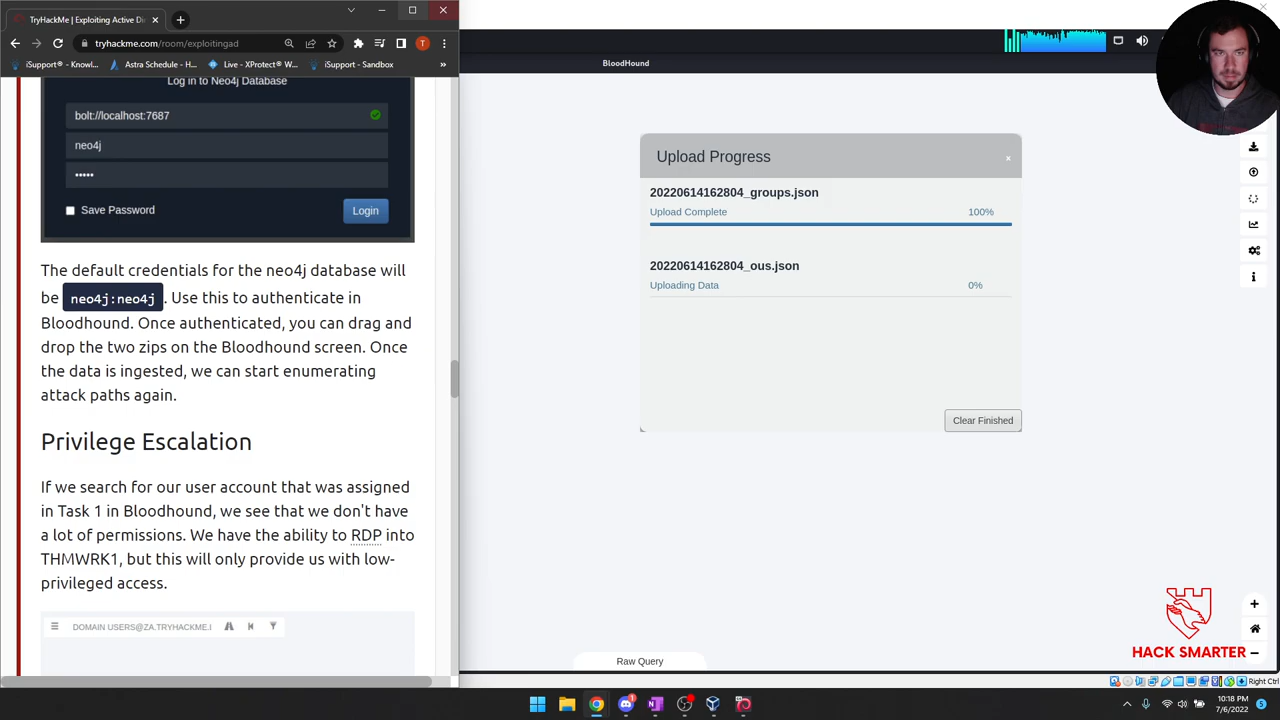 TryHackMe | Exploiting Active Di
tryhackme.com/room/exploitingad
iSupport® - Knowl...
Astra Schedule - H...
Live - XProtect® W...
iSupport - Sandbox
»
Log in to Neo4j Database
bolt://localhost:7687
neo4j
•••••
Save Password
Login
The default credentials for the neo4j database will
be neo4j:neo4j. Use this to authenticate in
Bloodhound. Once authenticated, you can drag and
drop the two zips on the Bloodhound screen. Once
the data is ingested, we can start enumerating
attack paths again.
Privilege Escalation
If we search for our user account that was assigned
in Task 1 in Bloodhound, we see that we don't have
a lot of permissions. We have the ability to RDP into
THMWRK1, but this will only provide us with low-
privileged access.
DOMAIN USERS@ZA.TRYHACKME.
BloodHound
Upload Progress
20220614162804_groups.json
Upload Complete 100%
20220614162804_ous.json
Uploading Data 0%
Clear Finished
Raw Query
HACK SMARTER
Right Ctrl
10:18 PM
7/6/2022